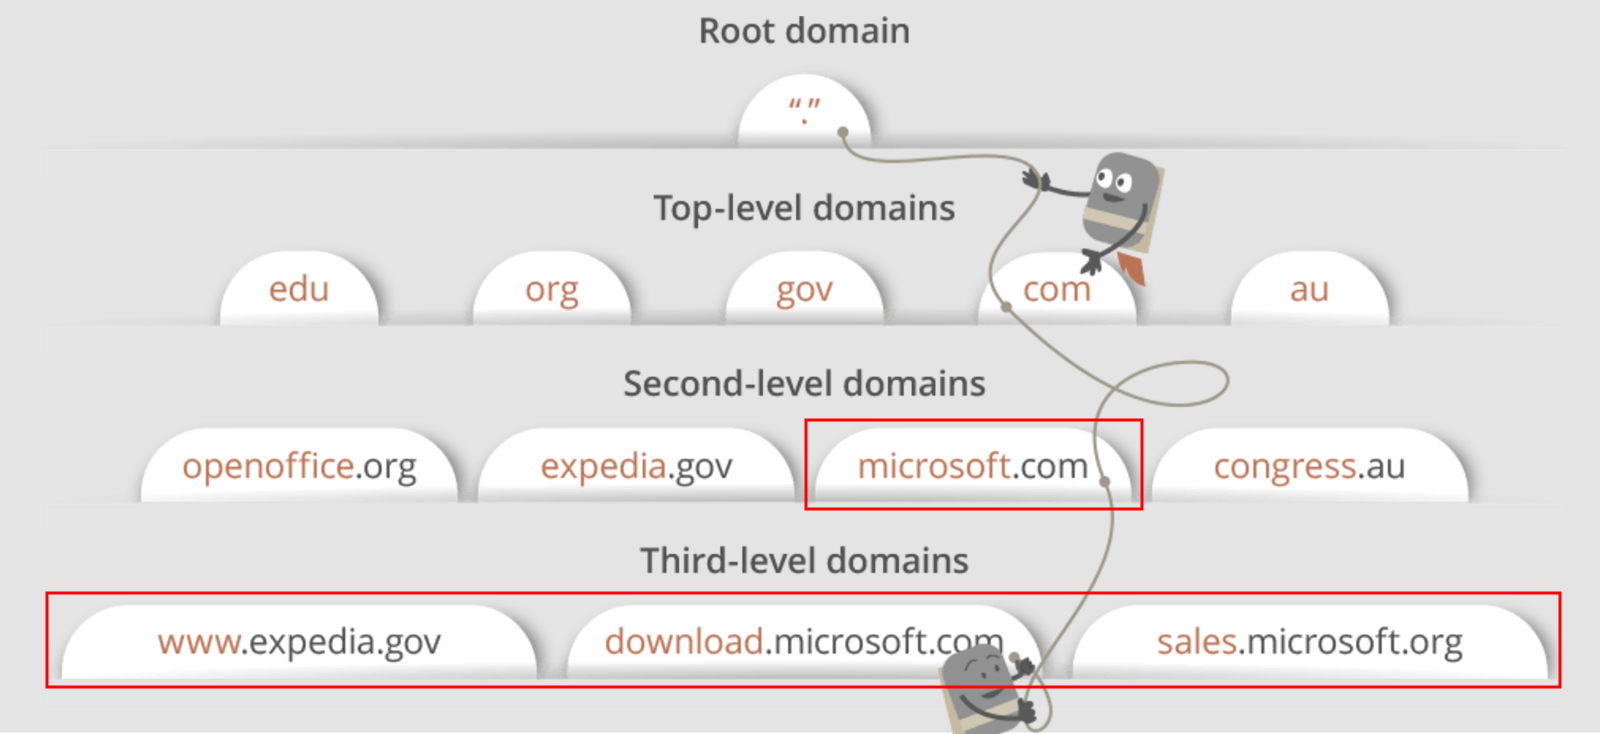 Root domain
“.”
Top-level domains
edu org gov com au
Second-level domains
openoffice.org expedia.gov microsoft.com congress.au
Third-level domains
www.expedia.gov download.microsoft.com sales.microsoft.org